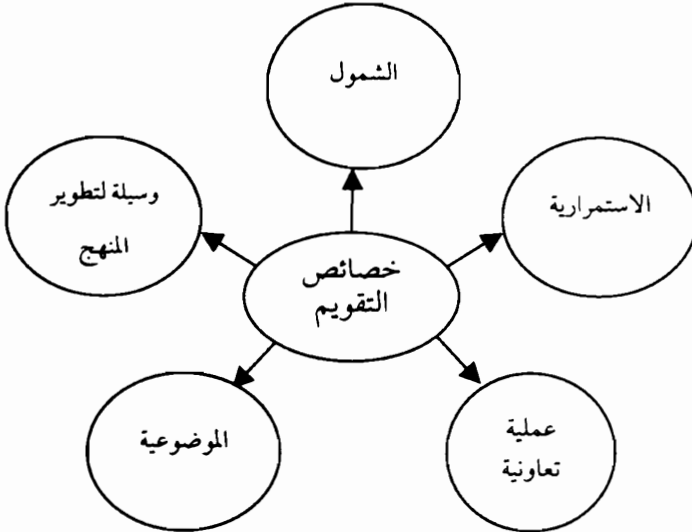 الشمول
الاستمرارية
وسيلة لتطوير
المنهج
خصائص
التقويم
عملية
تعاونية
الموضوعية